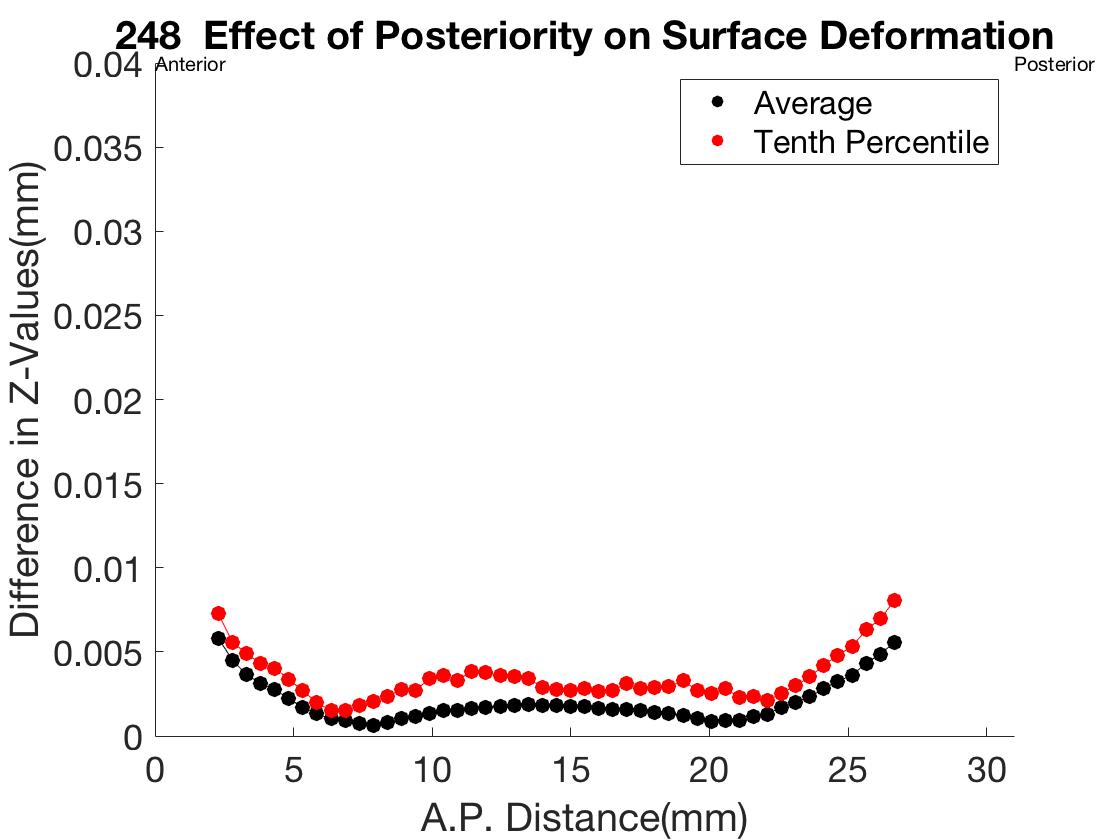 248  Effect of Posteriority on Surface Deformation
Anterior
Posterior
Average
Tenth Percentile
Difference in Z-Values(mm)
0.04
0.035
0.03
0.025
0.02
0.015
0.01
0.005
0
0 5 10 15 20 25 30
A.P. Distance(mm)